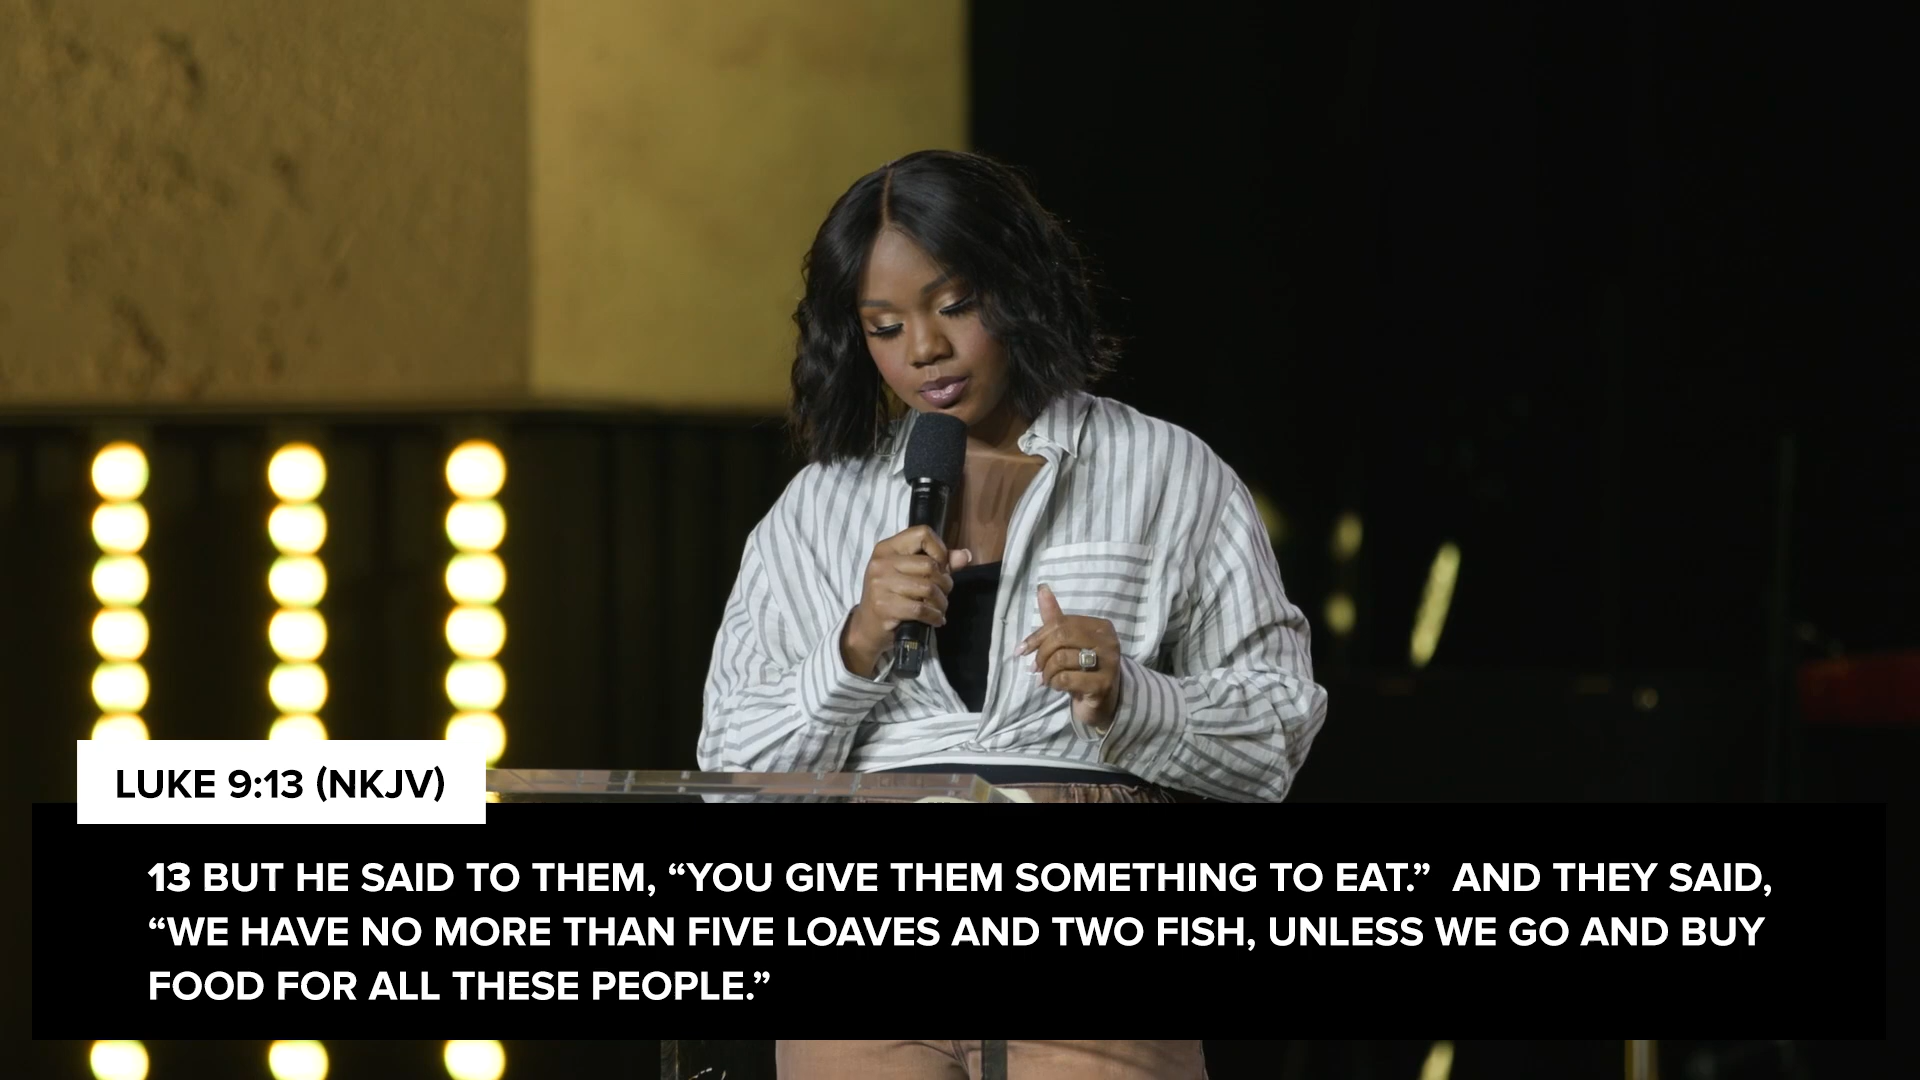 LUKE 9:13 (NKJV)
13 BUT HE SAID TO THEM, “YOU GIVE THEM SOMETHING TO EAT.”  AND THEY SAID,
“WE HAVE NO MORE THAN FIVE LOAVES AND TWO FISH, UNLESS WE GO AND BUY
FOOD FOR ALL THESE PEOPLE.”